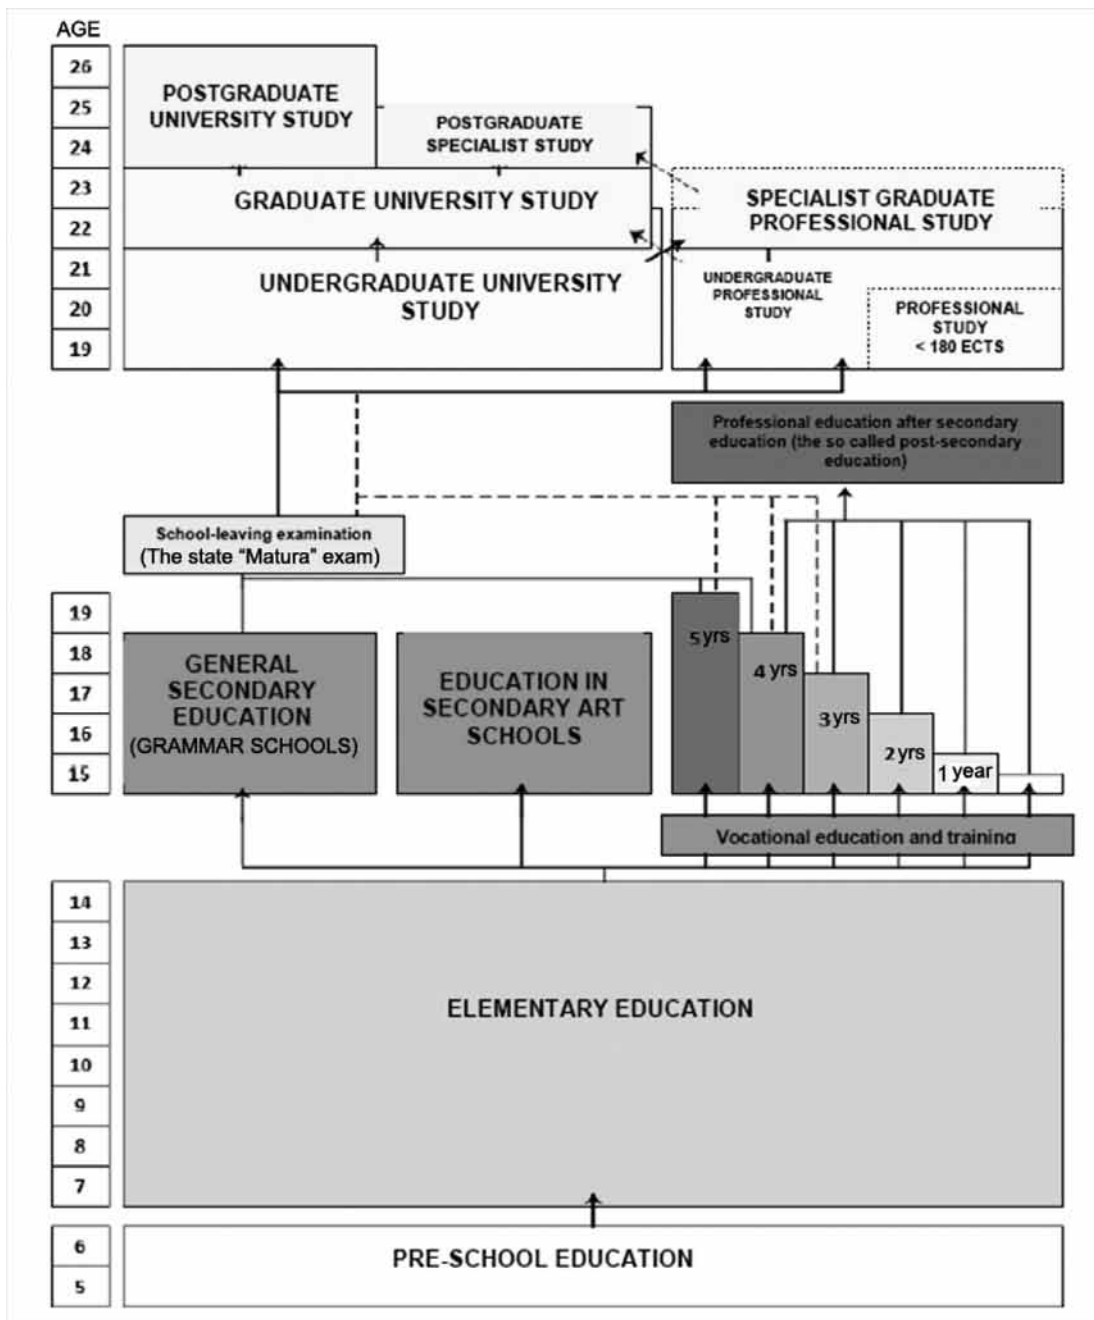 AGE
26
25
24
23
22
21
20
19
POSTGRADUATE
UNIVERSITY STUDY
POSTGRADUATE
SPECIALIST STUDY
GRADUATE UNIVERSITY STUDY
SPECIALIST GRADUATE
PROFESSIONAL STUDY
UNDERGRADUATE UNIVERSITY
STUDY
UNDERGRADUATE
PROFESSIONAL
STUDY
PROFESSIONAL
STUDY
< 180 ECTS
Professional education after secondary
education (the so called post-secondary
education)
School-leaving examination
(The state “Matura” exam)
19
18
17
16
15
GENERAL
SECONDARY
EDUCATION
(GRAMMAR SCHOOLS)
EDUCATION IN
SECONDARY ART
SCHOOLS
5 yrs
4 yrs
3 yrs
2 yrs
1 year
Vocational education and training
14
13
12
11
10
9
8
7
ELEMENTARY EDUCATION
6
5
PRE-SCHOOL EDUCATION